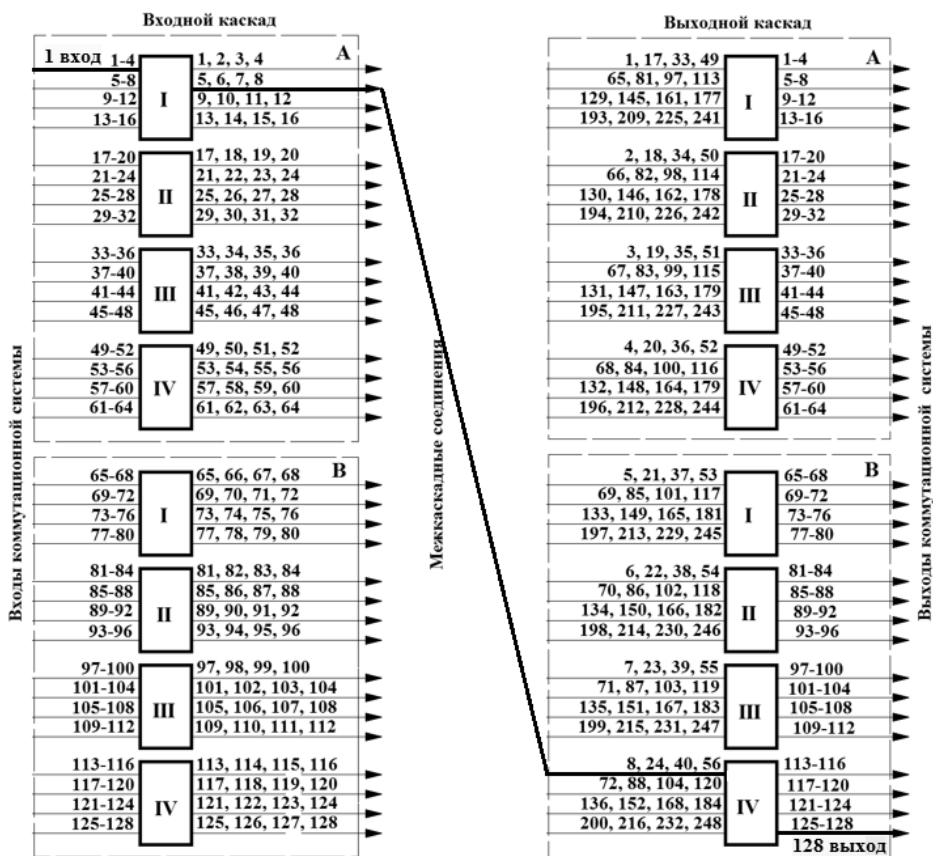 Входной каскад
1 вход
A
1-4
I
1, 2, 3, 4
5-8
5, 6, 7, 8
9-12
9, 10, 11, 12
13-16
13, 14, 15, 16
17-20
II
17, 18, 19, 20
21-24
21, 22, 23, 24
25-28
25, 26, 27, 28
29-32
29, 30, 31, 32
33-36
III
33, 34, 35, 36
37-40
37, 38, 39, 40
41-44
41, 42, 43, 44
45-48
45, 46, 47, 48
49-52
IV
49, 50, 51, 52
53-56
53, 54, 55, 56
57-60
57, 58, 59, 60
61-64
61, 62, 63, 64
B
65-68
I
65, 66, 67, 68
69-72
69, 70, 71, 72
73-76
73, 74, 75, 76
77-80
77, 78, 79, 80
81-84
II
81, 82, 83, 84
85-88
85, 86, 87, 88
89-92
89, 90, 91, 92
93-96
93, 94, 95, 96
97-100
III
97, 98, 99, 100
101-104
101, 102, 103, 104
105-108
105, 106, 107, 108
109-112
109, 110, 111, 112
113-116
IV
113, 114, 115, 116
117-120
117, 118, 119, 120
121-124
121, 122, 123, 124
125-128
125, 126, 127, 128
Входы коммутационной системы
Межкаскадные соединения
Выходной каскад
A
1, 17, 33, 49
I
1-4
65, 81, 97, 113
5-8
129, 145, 161, 177
9-12
193, 209, 225, 241
13-16
2, 18, 34, 50
II
17-20
66, 82, 98, 114
21-24
130, 146, 162, 178
25-28
194, 210, 226, 242
29-32
3, 19, 35, 51
III
33-36
67, 83, 99, 115
37-40
131, 147, 163, 179
41-44
195, 211, 227, 243
45-48
4, 20, 36, 52
IV
49-52
68, 84, 100, 116
53-56
132, 148, 164, 179
57-60
196, 212, 228, 244
61-64
B
5, 21, 37, 53
I
65-68
69, 85, 101, 117
69-72
133, 149, 165, 181
73-76
197, 213, 229, 245
77-80
6, 22, 38, 54
II
81-84
70, 86, 102, 118
85-88
134, 150, 166, 182
89-92
198, 214, 230, 246
93-96
7, 23, 39, 55
III
97-100
71, 87, 103, 119
101-104
135, 151, 167, 183
105-108
199, 215, 231, 247
109-112
8, 24, 40, 56
IV
113-116
72, 88, 104, 120
117-120
136, 152, 168, 184
121-124
200, 216, 232, 248
125-128
128 выход
Выходы коммутационной системы